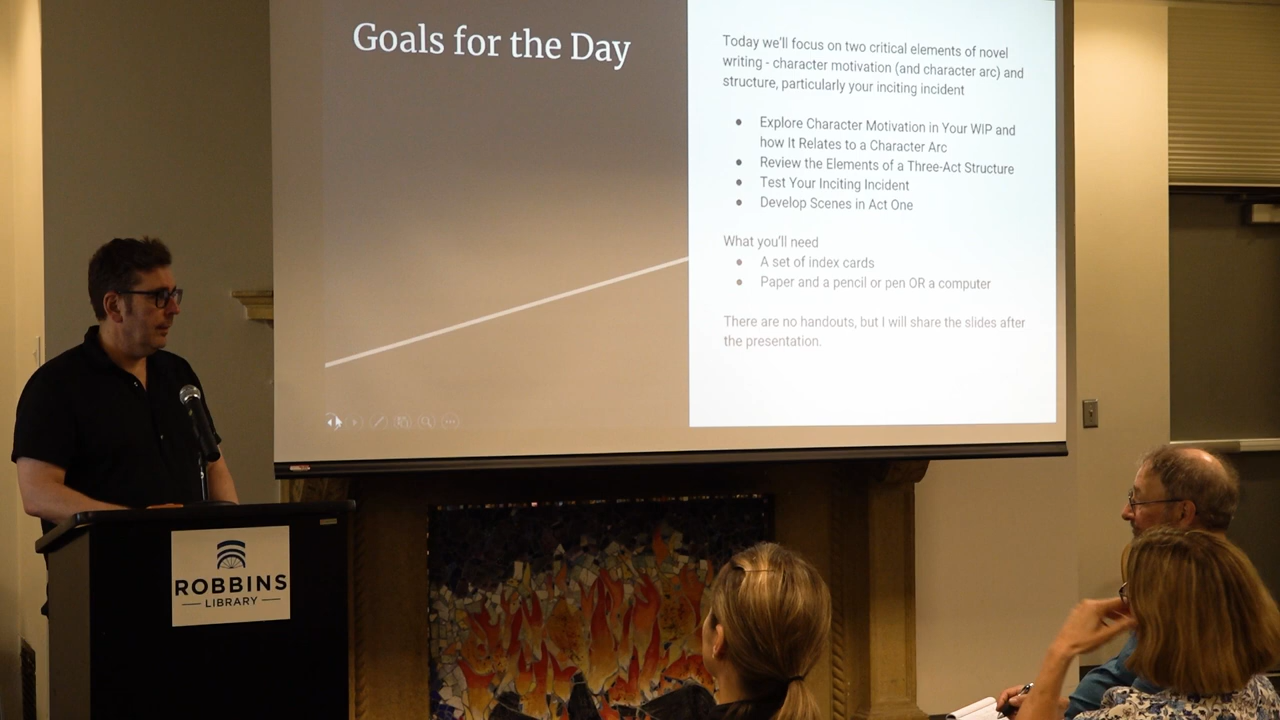 Goals for the Day
Today we'll focus on two critical elements of novel
writing - character motivation (and character arc) and
structure, particularly your inciting incident
● Explore Character Motivation in Your WIP and
how It Relates to a Character Arc
● Review the Elements of a Three-Act Structure
● Test Your Inciting Incident
● Develop Scenes in Act One
What you'll need
● A set of index cards
● Paper and a pencil or pen OR a computer
There are no handouts, but I will share the slides after
the presentation.
ROBBINS
LIBRARY